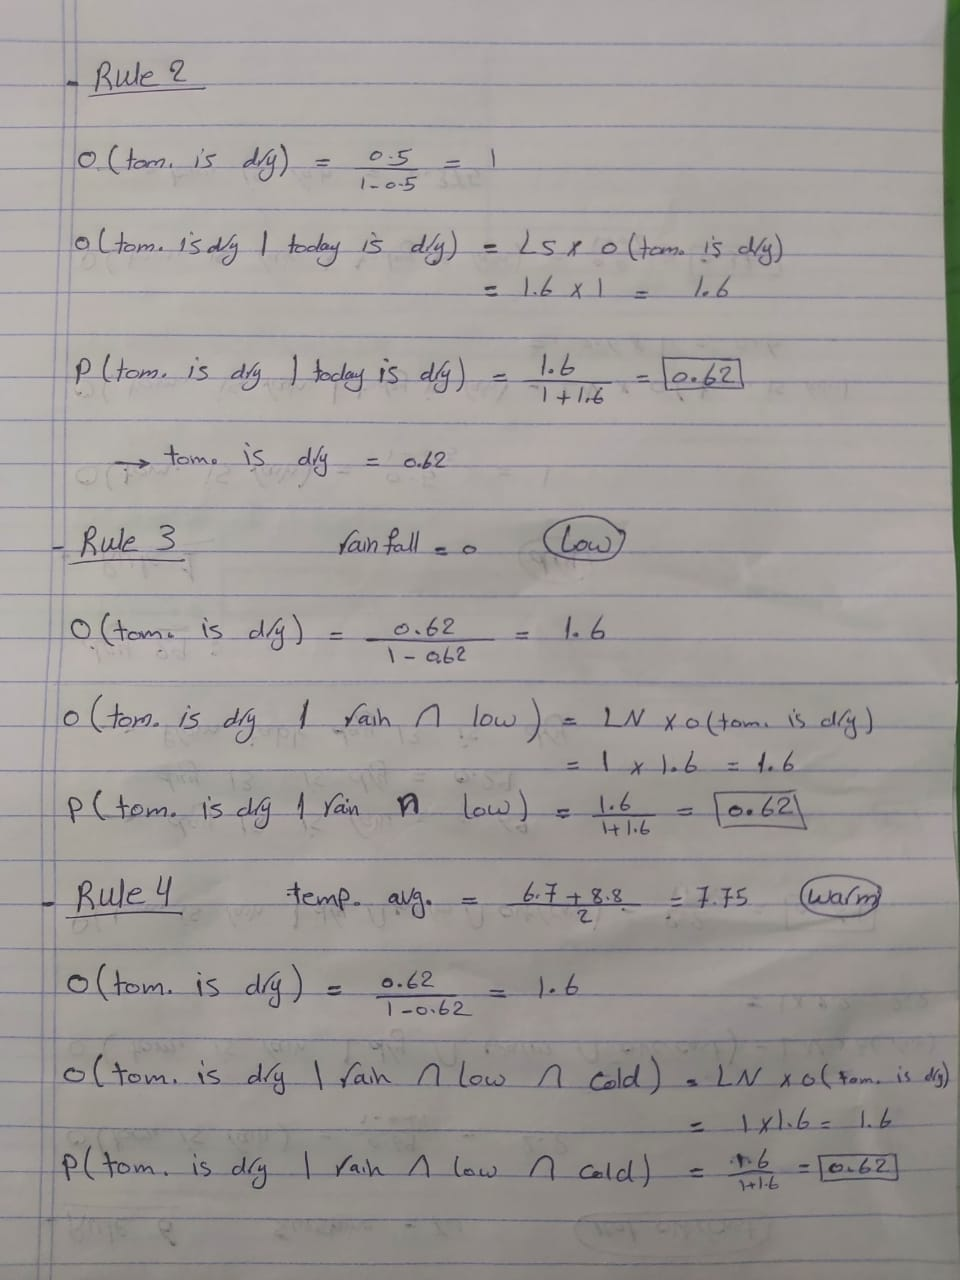 - Rule 2
O(tom. is dry) = 0.5 / 1-0.5 = 1
O(tom. is dry | today is dry) = LS x O(tom. is dry)
= 1.6 x 1 = 1.6
P(tom. is dry | today is dry) = 1.6 / 1+1.6 = 0.62
→ tom. is dry = 0.62
- Rule 3 rain fall = 0 Low
O(tom. is dry) = 0.62 / 1-0.62 = 1.6
O(tom. is dry | rain ∩ low) = LN x O(tom. is dry)
= 1 x 1.6 = 1.6
P(tom. is dry | rain ∩ low) = 1.6 / 1+1.6 = 0.62
- Rule 4 temp. avg. = 6.7+8.8 / 2 = 7.75 warm
O(tom. is dry) = 0.62 / 1-0.62 = 1.6
O(tom. is dry | rain ∩ low ∩ cold) = LN x O(tom. is dry)
= 1 x 1.6 = 1.6
P(tom. is dry | rain ∩ low ∩ cold) = 1.6 / 1+1.6 = 0.62